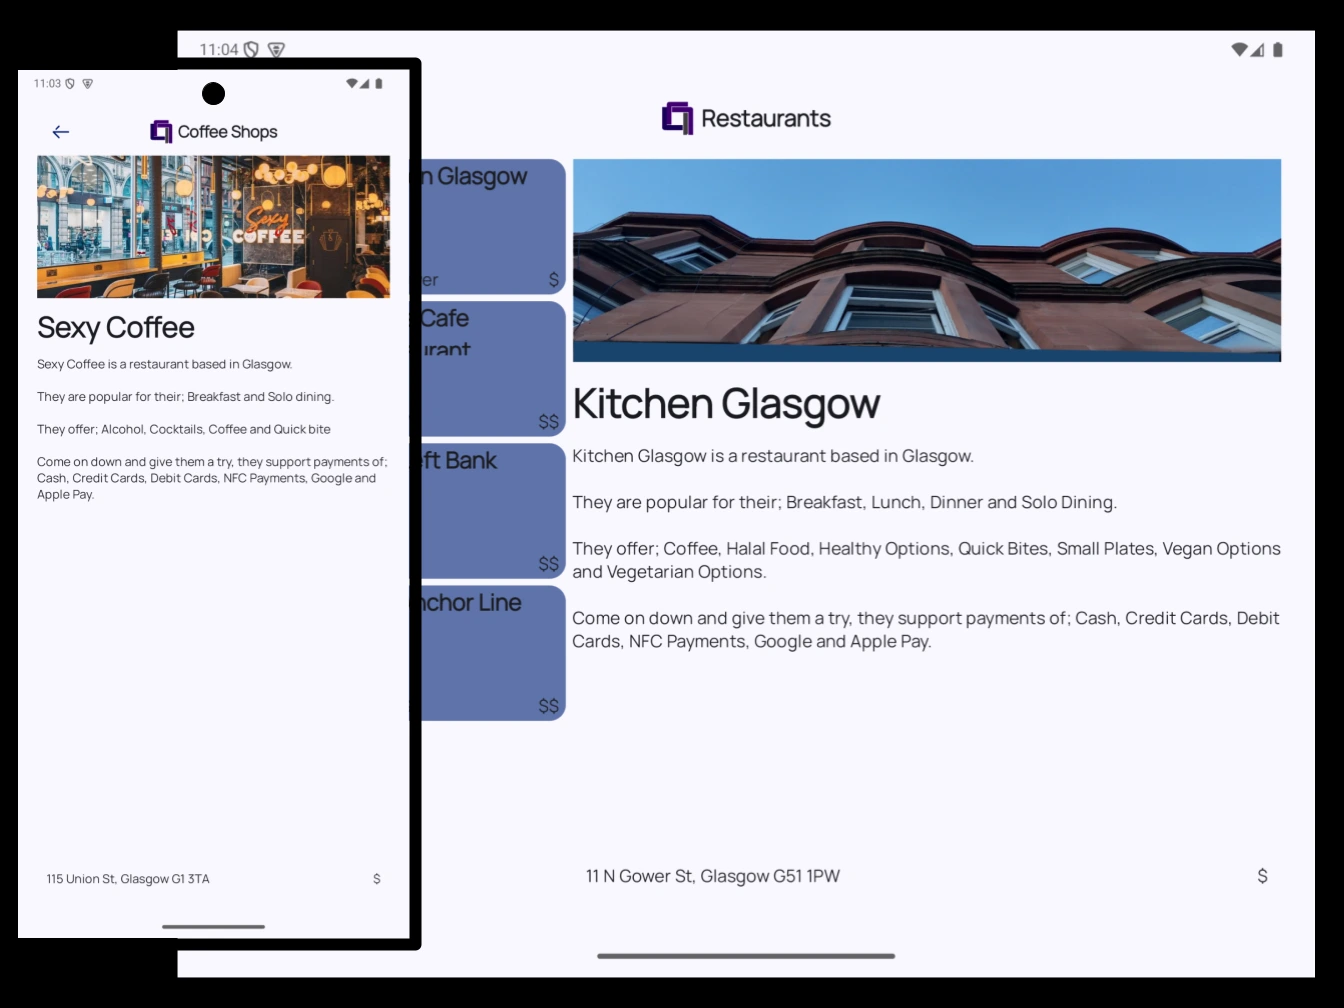 11:03
Coffee Shops
Sexy
COFFEE
Sexy Coffee
Sexy Coffee is a restaurant based in Glasgow.
They are popular for their; Breakfast and Solo dining.
They offer; Alcohol, Cocktails, Coffee and Quick bite
Come on down and give them a try, they support payments of;
Cash, Credit Cards, Debit Cards, NFC Payments, Google and
Apple Pay.
115 Union St, Glasgow G1 3TA
$
11:04
Restaurants
n Glasgow
er
$
Cafe
urant
$$
eft Bank
$$
nchor Line
$$
Kitchen Glasgow
Kitchen Glasgow is a restaurant based in Glasgow.
They are popular for their; Breakfast, Lunch, Dinner and Solo Dining.
They offer; Coffee, Halal Food, Healthy Options, Quick Bites, Small Plates, Vegan Options
and Vegetarian Options.
Come on down and give them a try, they support payments of; Cash, Credit Cards, Debit
Cards, NFC Payments, Google and Apple Pay.
11 N Gower St, Glasgow G51 1PW
$